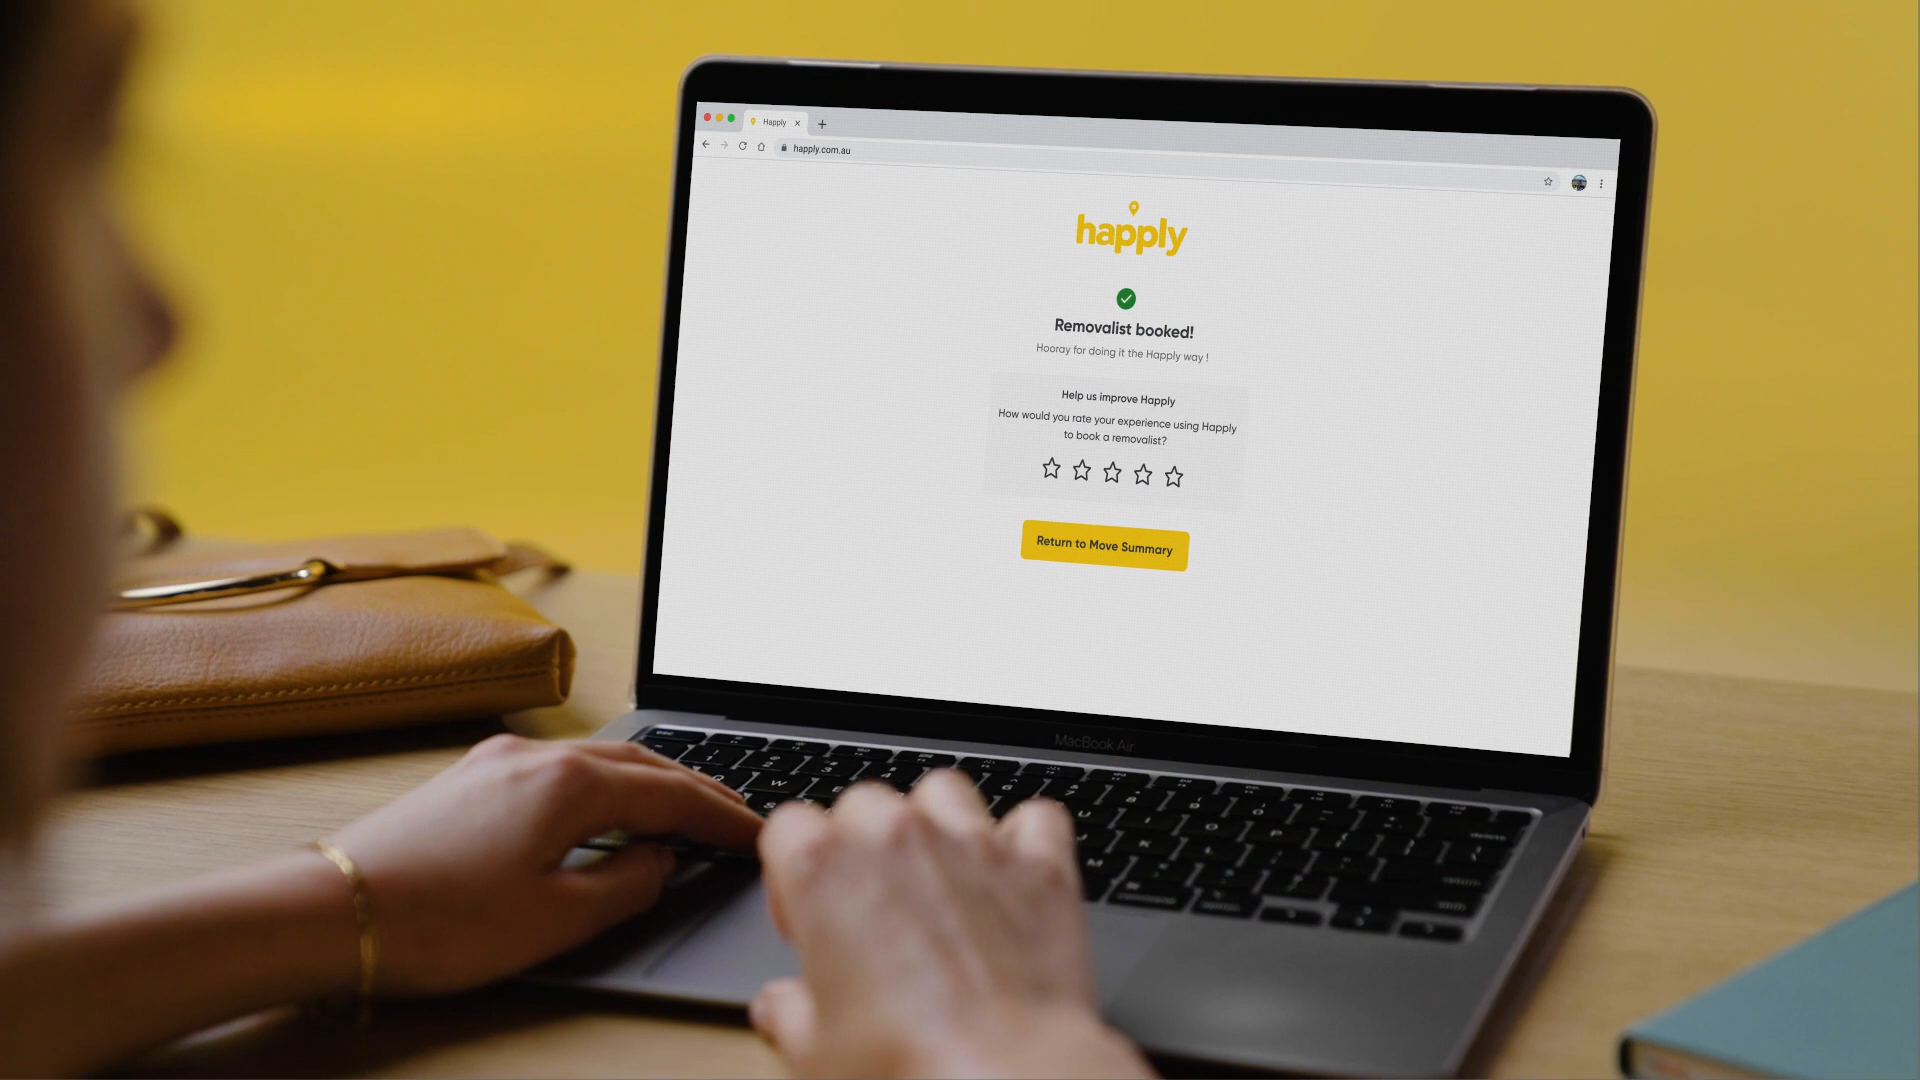 Happly
happly.com.au
happly
Removalist booked!
Hooray for doing it the Happly way !
Help us improve Happly
How would you rate your experience using Happly
to book a removalist?
Return to Move Summary
MacBook Air